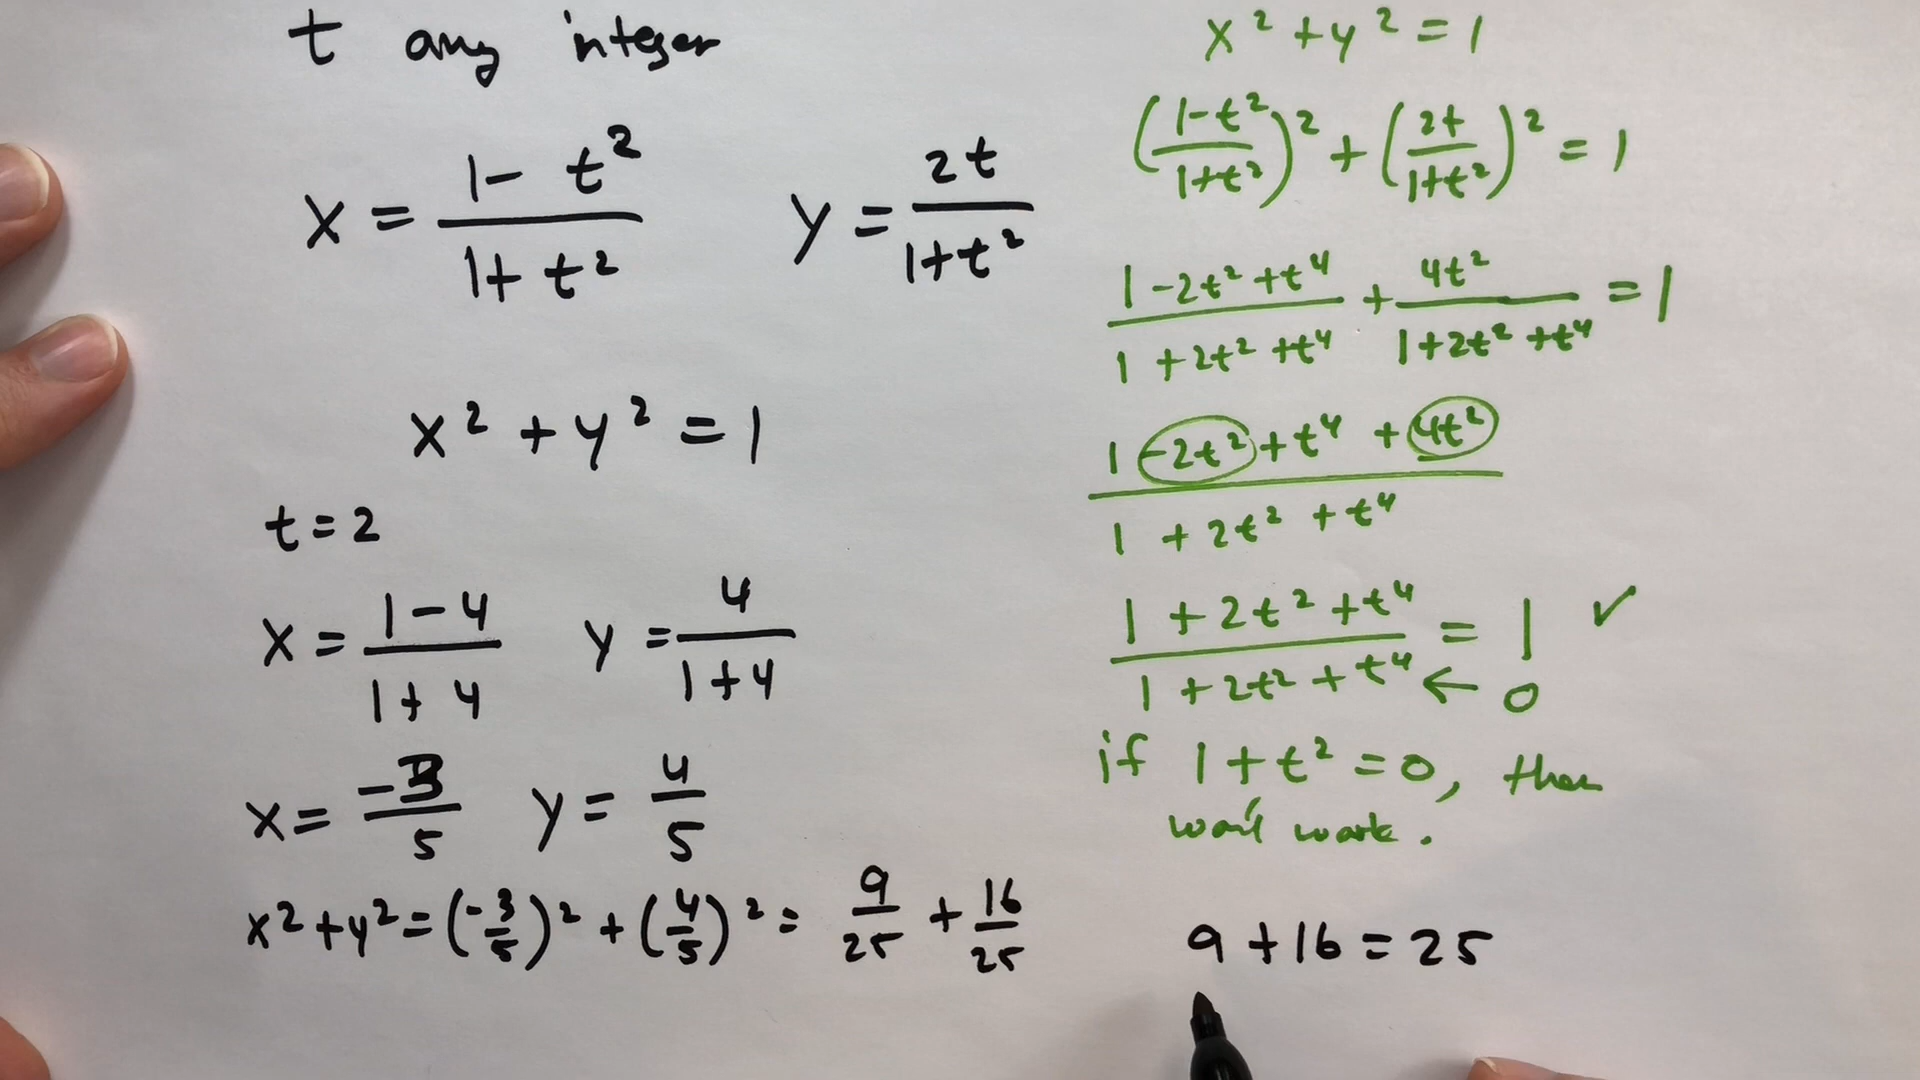 t any integer
x = (1 - t²)/(1 + t²)   y = 2t/(1+t²)
x² + y² = 1
t = 2
x = (1-4)/(1+4)   y = 4/(1+4)
x = -3/5   y = 4/5
x²+y² = (-3/5)² + (4/5)² = 9/25 + 16/25
x² + y² = 1
((1-t²)/(1+t²))² + (2t/(1+t²))² = 1
(1-2t²+t⁴)/(1+2t²+t⁴) + 4t²/(1+2t²+t⁴) = 1
(1-2t²+t⁴+4t²)/(1+2t²+t⁴)
(1+2t²+t⁴)/(1+2t²+t⁴) = 1 ✓
← 0
if 1+t² = 0, then
won't work.
9 + 16 = 25